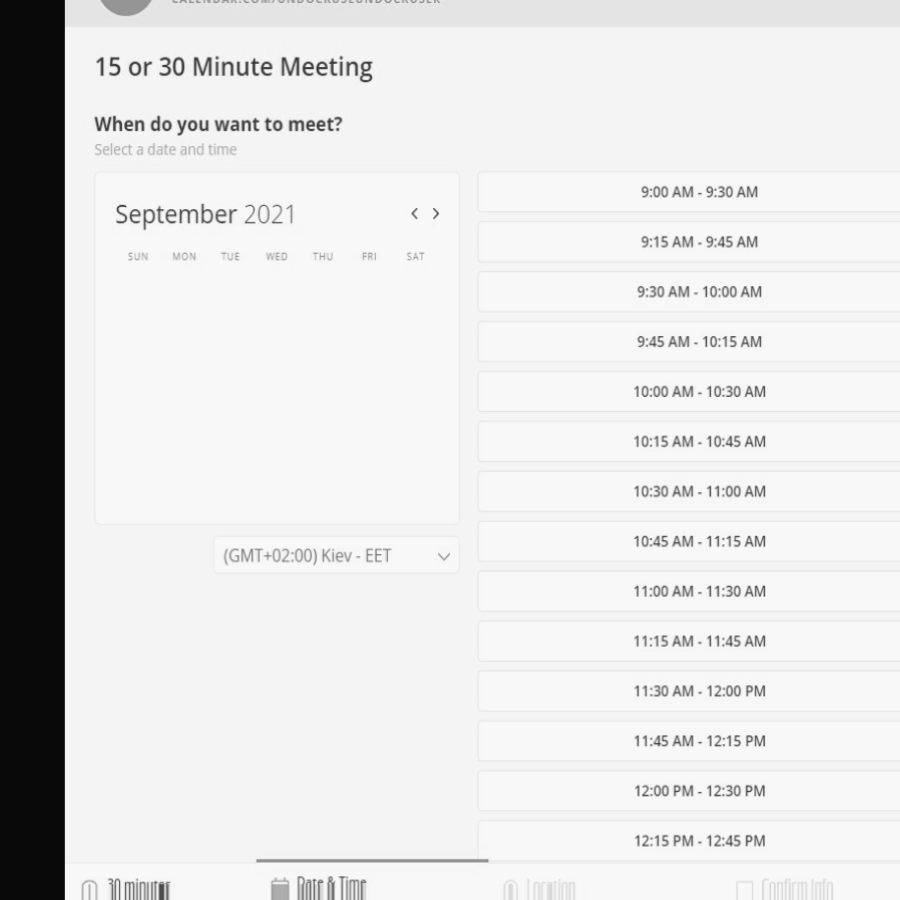 15 or 30 Minute Meeting
When do you want to meet?
Select a date and time
September 2021
SUN MON TUE WED THU FRI SAT
(GMT+02:00) Kiev - EET
9:00 AM - 9:30 AM
9:15 AM - 9:45 AM
9:30 AM - 10:00 AM
9:45 AM - 10:15 AM
10:00 AM - 10:30 AM
10:15 AM - 10:45 AM
10:30 AM - 11:00 AM
10:45 AM - 11:15 AM
11:00 AM - 11:30 AM
11:15 AM - 11:45 AM
11:30 AM - 12:00 PM
11:45 AM - 12:15 PM
12:00 PM - 12:30 PM
12:15 PM - 12:45 PM
30 minutes
Date & Time
Location
Confirm Info